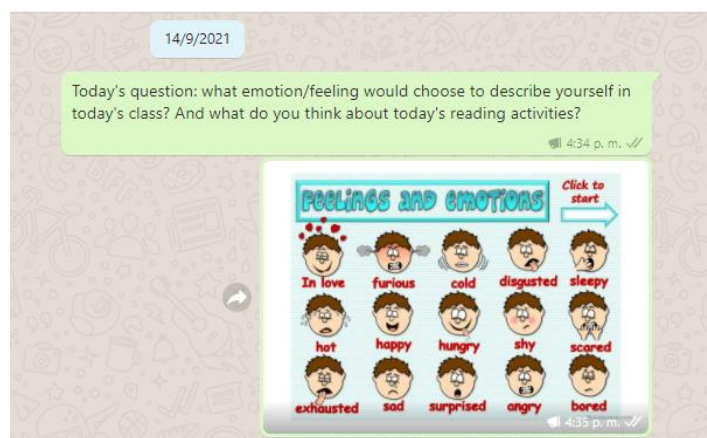 14/9/2021
Today's question: what emotion/feeling would choose to describe yourself in
today's class? And what do you think about today's reading activities?
4:34 p. m.
FEELINGS AND EMOTIONS
Click to
start
In love furious cold disgusted sleepy
hot happy hungry shy scared
exhausted sad surprised angry bored
4:35 p. m.